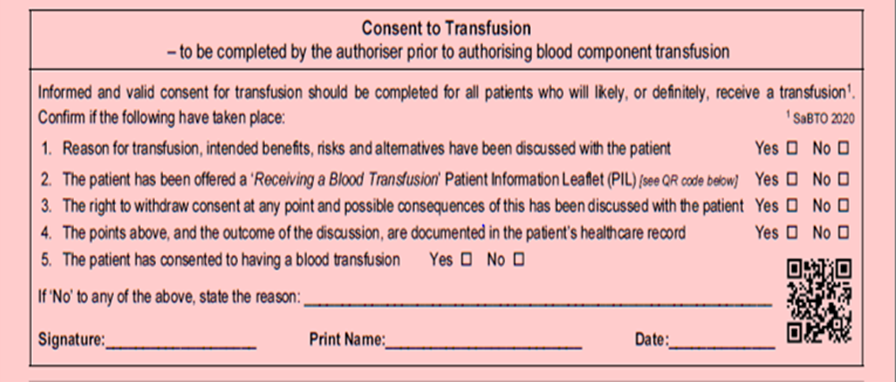 Consent to Transfusion
– to be completed by the authoriser prior to authorising blood component transfusion
Informed and valid consent for transfusion should be completed for all patients who will likely, or definitely, receive a transfusion¹.
Confirm if the following have taken place: ¹ SaBTO 2020
1. Reason for transfusion, intended benefits, risks and alternatives have been discussed with the patient Yes ☐ No ☐
2. The patient has been offered a ‘Receiving a Blood Transfusion’ Patient Information Leaflet (PIL) [see QR code below] Yes ☐ No ☐
3. The right to withdraw consent at any point and possible consequences of this has been discussed with the patient Yes ☐ No ☐
4. The points above, and the outcome of the discussion, are documented in the patient’s healthcare record Yes ☐ No ☐
5. The patient has consented to having a blood transfusion Yes ☐ No ☐
If ‘No’ to any of the above, state the reason:
Signature: Print Name: Date: